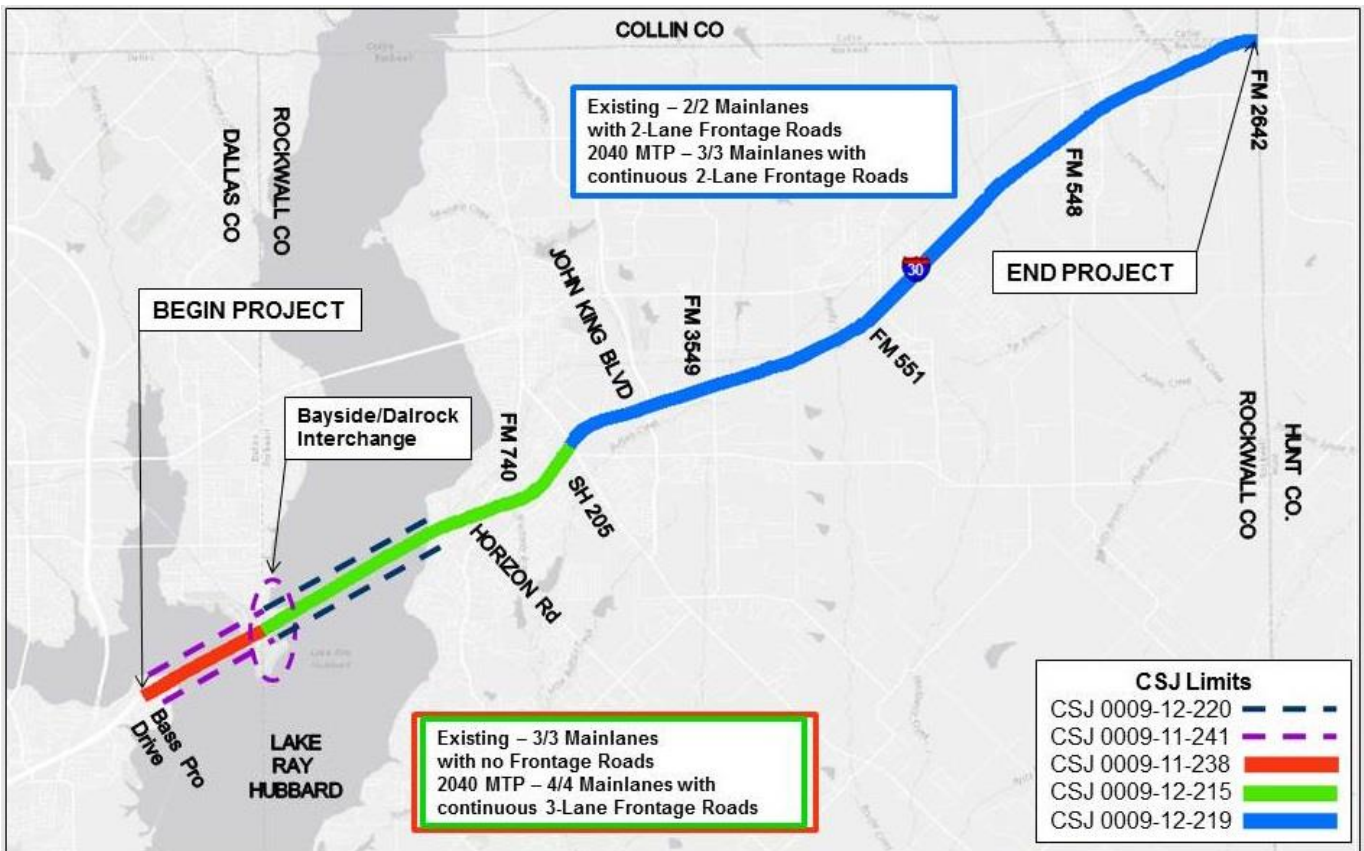 COLLIN CO
Existing – 2/2 Mainlanes
with 2-Lane Frontage Roads
2040 MTP – 3/3 Mainlanes with
continuous 2-Lane Frontage Roads
FM 2642
ROCKWALL CO
DALLAS CO
FM 548
JOHN KING BLVD
30
END PROJECT
BEGIN PROJECT
FM 3549
FM 551
Bayside/Dalrock
Interchange
FM 740
SH 205
HUNT CO.
ROCKWALL CO
HORIZON Rd
Bass Pro
Drive
LAKE
RAY
HUBBARD
Existing – 3/3 Mainlanes
with no Frontage Roads
2040 MTP – 4/4 Mainlanes with
continuous 3-Lane Frontage Roads
CSJ Limits
CSJ 0009-12-220
CSJ 0009-11-241
CSJ 0009-11-238
CSJ 0009-12-215
CSJ 0009-12-219